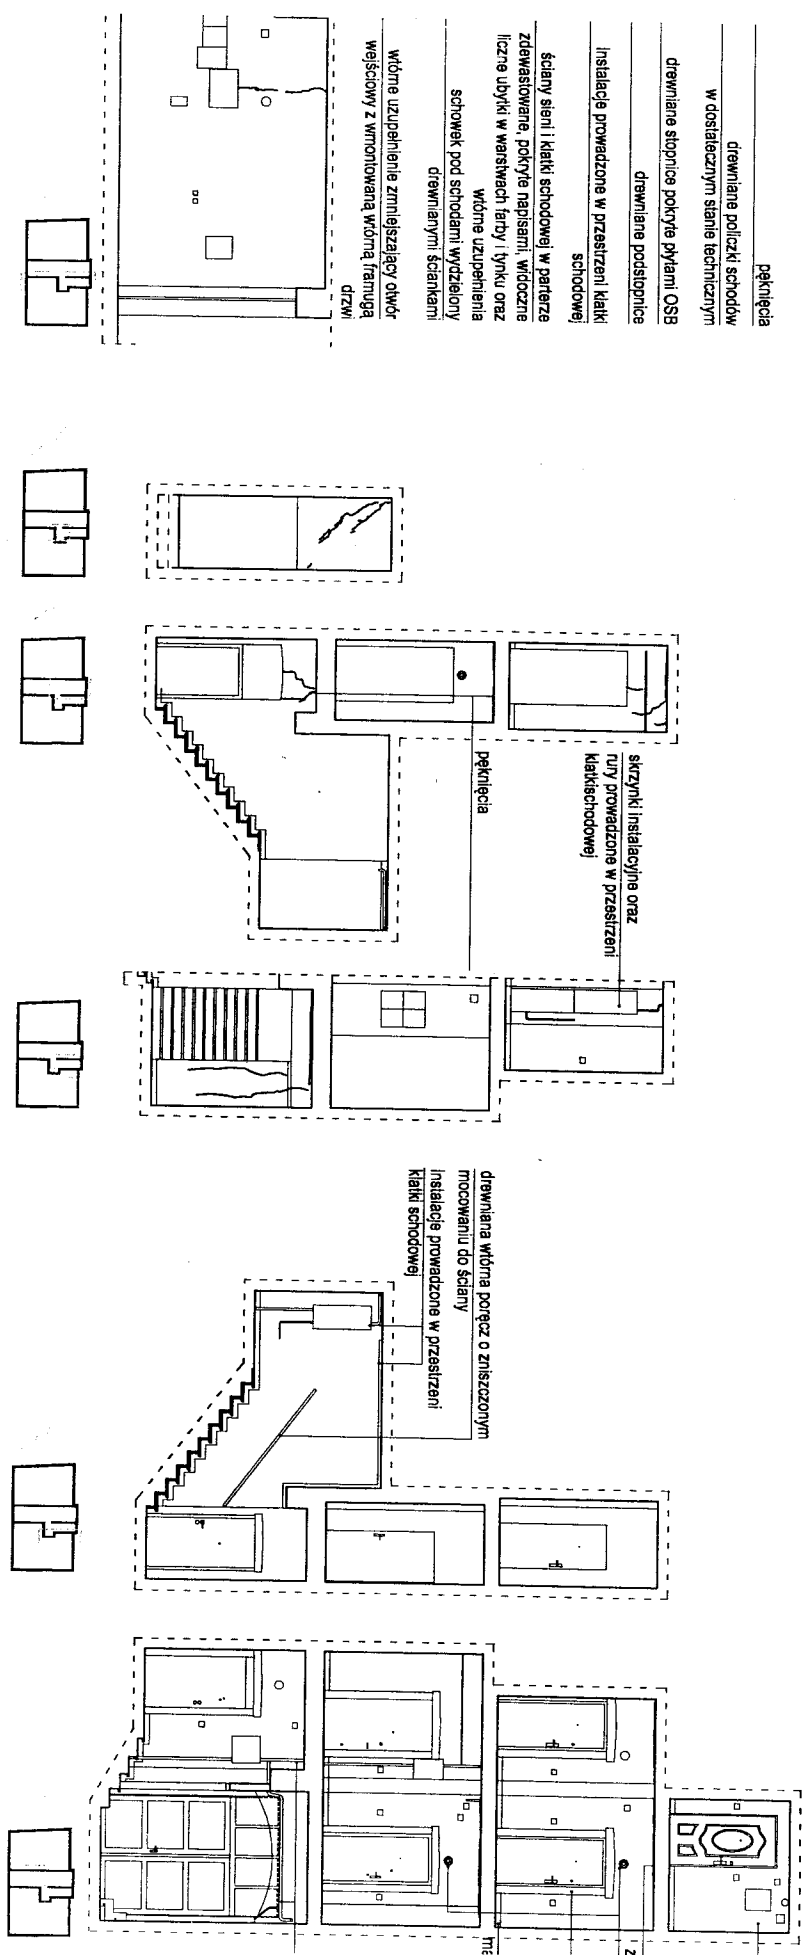 pęknięcia
drewniane policzki schodów
w dostatecznym stanie technicznym
drewniane stopnice pokryte płytami OSB
drewniane podstopnice
instalacje prowadzone w przestrzeni klatki
schodowej
ściany sieni i klatki schodowej w parterze
zdewastowane, pokryte napisami, widoczne
liczne ubytki w warstwach farby i tynku oraz
wtórne uzupełnienia
schowek pod schodami wydzielony
drewnianymi ściankami
wtórne uzupełnienie zmniejszający otwór
wejściowy z wmontowaną wtórną framugą
drzwi
skrzynki instalacyjne oraz
rury prowadzone w przestrzeni
klatkischodowej
pęknięcia
drewniana wtórna poręcz o zniszczonym
mocowaniu do ściany
instalacje prowadzone w przestrzeni
klatki schodowej
z